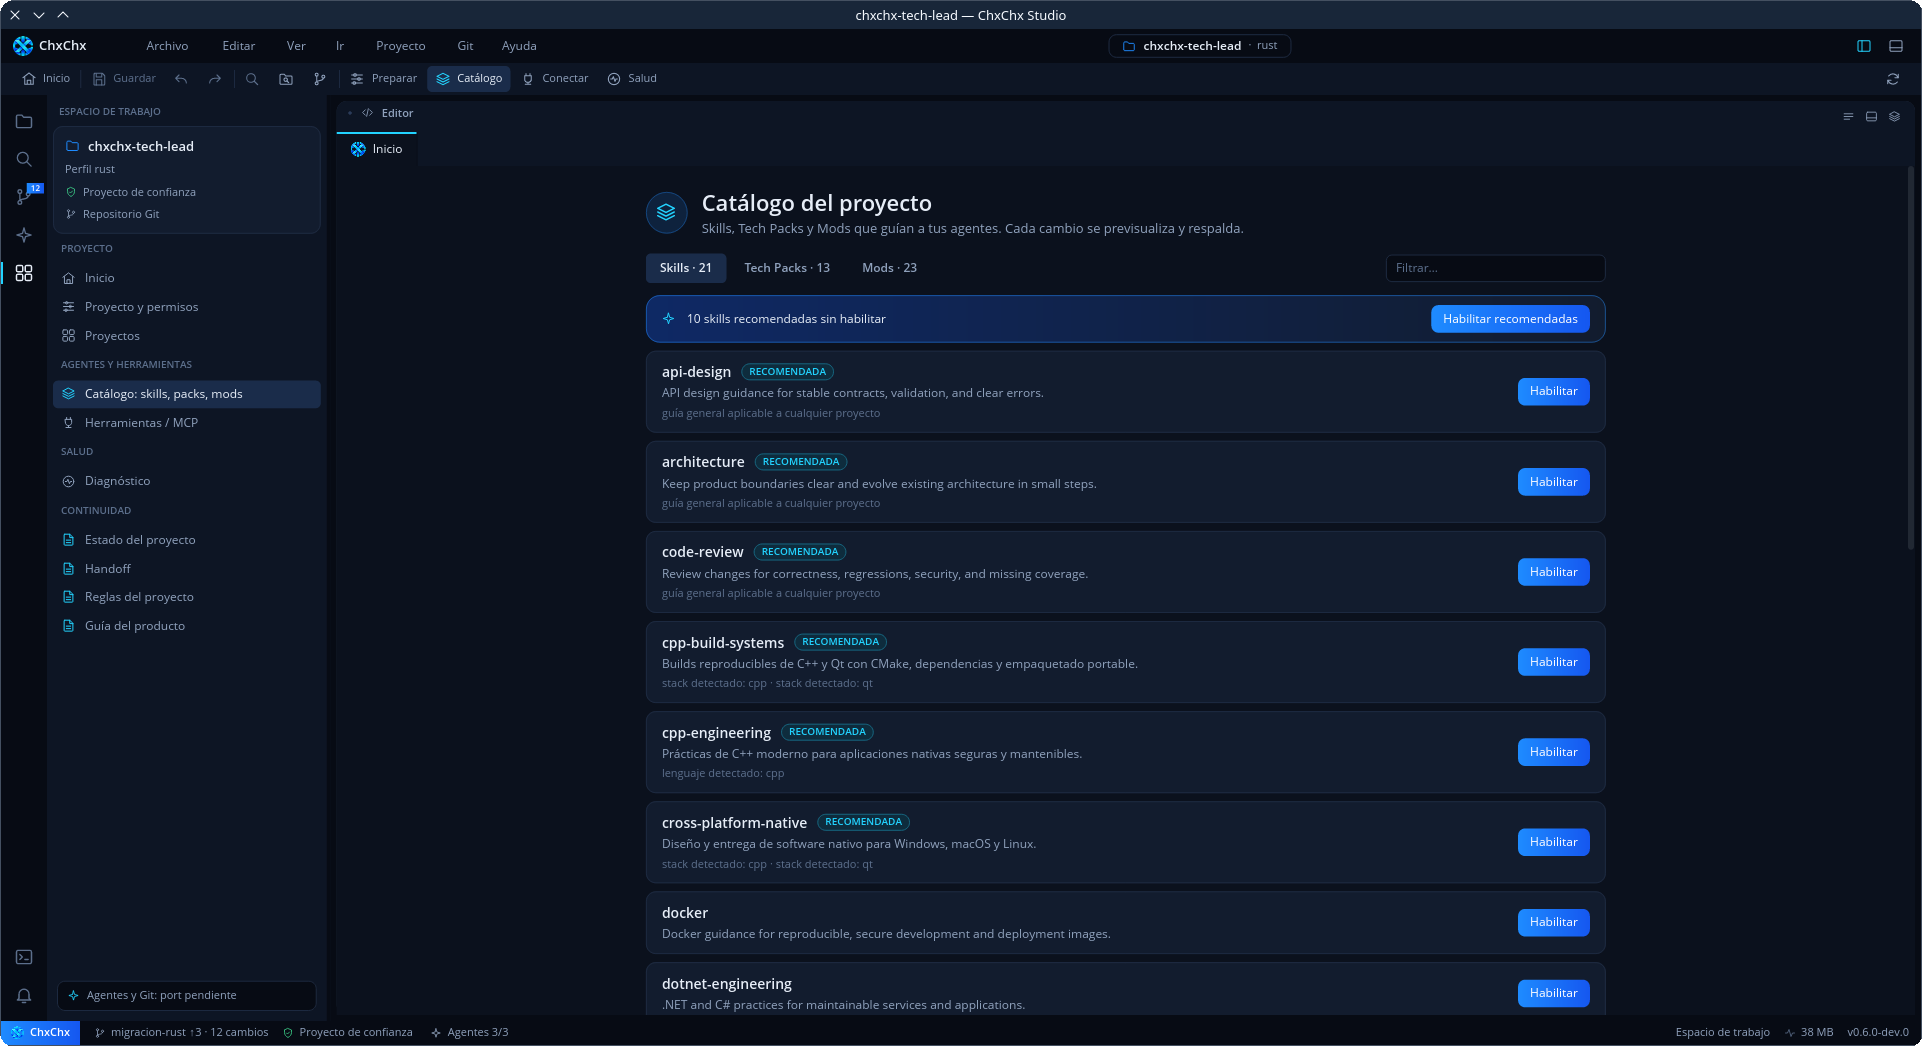 chxchx-tech-lead — ChxChx Studio
ChxChx Archivo Editar Ver Ir Proyecto Git Ayuda chxchx-tech-lead · rust
Inicio Guardar Preparar Catálogo Conectar Salud
ESPACIO DE TRABAJO
chxchx-tech-lead
Perfil rust
Proyecto de confianza
Repositorio Git
12
PROYECTO
Inicio
Proyecto y permisos
Proyectos
AGENTES Y HERRAMIENTAS
Catálogo: skills, packs, mods
Herramientas / MCP
SALUD
Diagnóstico
CONTINUIDAD
Estado del proyecto
Handoff
Reglas del proyecto
Guía del producto
Agentes y Git: port pendiente
Editor
Inicio
Catálogo del proyecto
Skills, Tech Packs y Mods que guían a tus agentes. Cada cambio se previsualiza y respalda.
Skills · 21 Tech Packs · 13 Mods · 23 Filtrar...
10 skills recomendadas sin habilitar Habilitar recomendadas
api-design RECOMENDADA
API design guidance for stable contracts, validation, and clear errors.
guía general aplicable a cualquier proyecto
Habilitar
architecture RECOMENDADA
Keep product boundaries clear and evolve existing architecture in small steps.
guía general aplicable a cualquier proyecto
Habilitar
code-review RECOMENDADA
Review changes for correctness, regressions, security, and missing coverage.
guía general aplicable a cualquier proyecto
Habilitar
cpp-build-systems RECOMENDADA
Builds reproducibles de C++ y Qt con CMake, dependencias y empaquetado portable.
stack detectado: cpp · stack detectado: qt
Habilitar
cpp-engineering RECOMENDADA
Prácticas de C++ moderno para aplicaciones nativas seguras y mantenibles.
lenguaje detectado: cpp
Habilitar
cross-platform-native RECOMENDADA
Diseño y entrega de software nativo para Windows, macOS y Linux.
stack detectado: cpp · stack detectado: qt
Habilitar
docker
Docker guidance for reproducible, secure development and deployment images.
Habilitar
dotnet-engineering
.NET and C# practices for maintainable services and applications.
Habilitar
ChxChx migracion-rust ↑3 · 12 cambios Proyecto de confianza Agentes 3/3 Espacio de trabajo 38 MB v0.6.0-dev.0